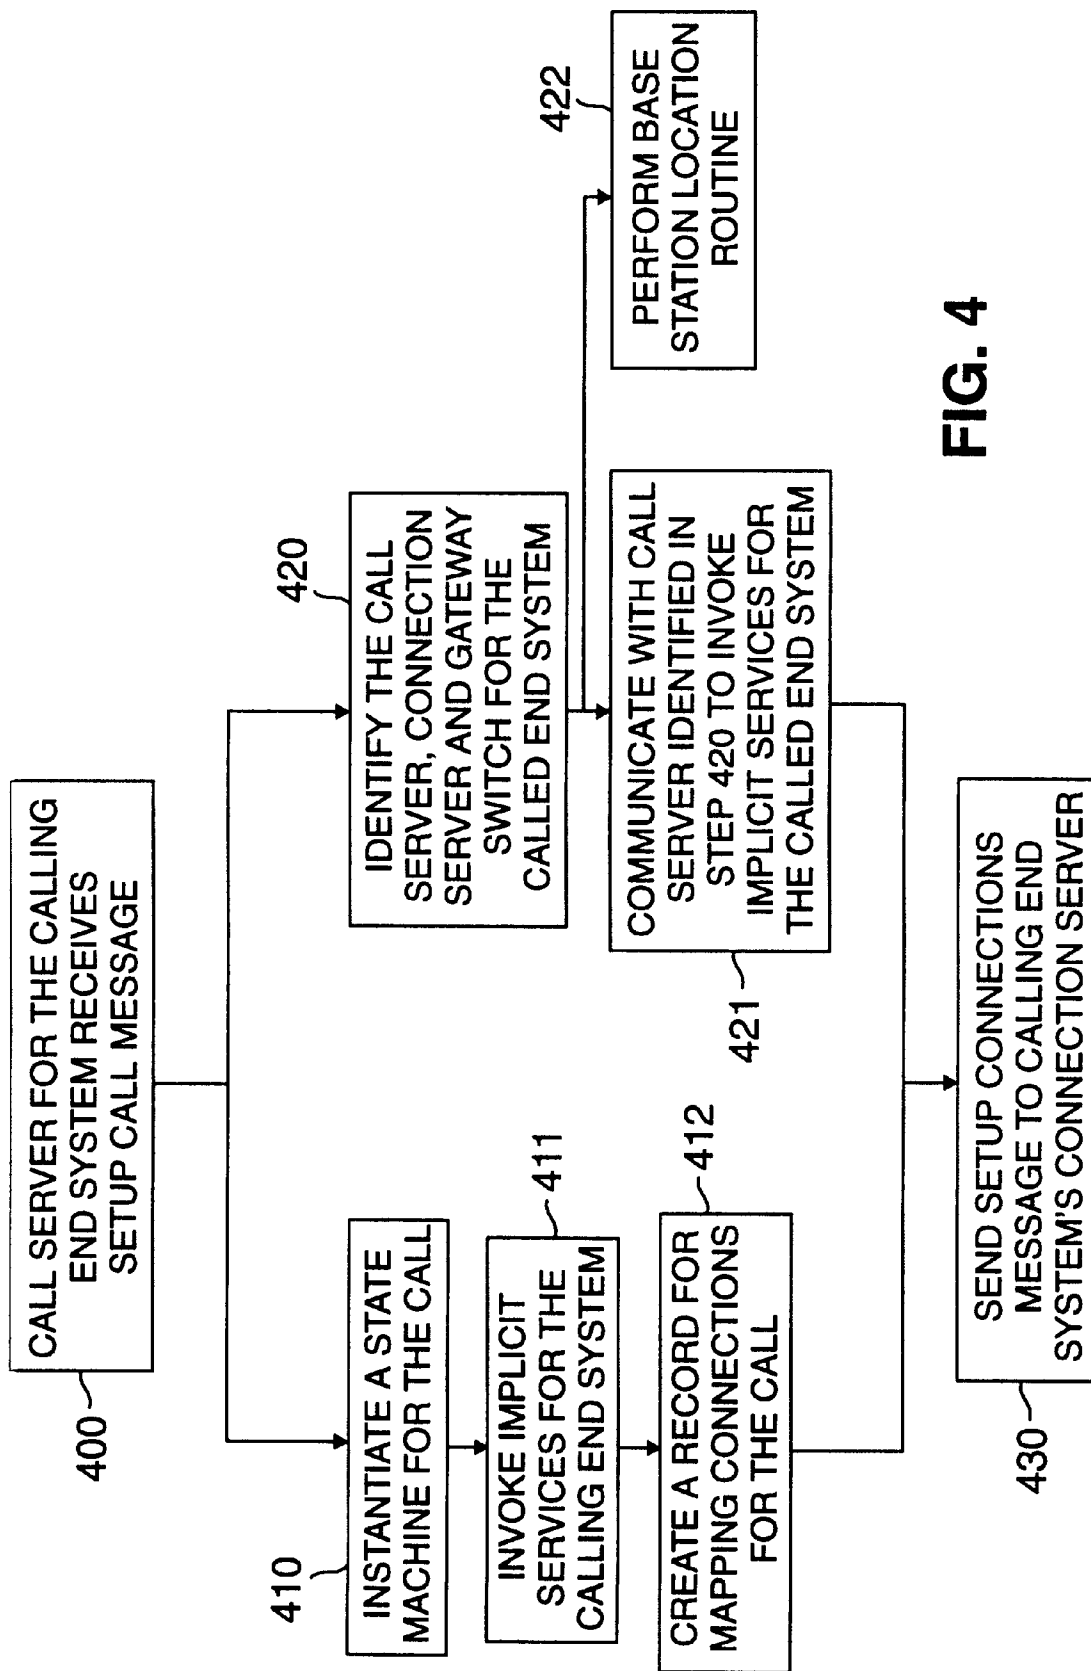 CALL SERVER FOR THE CALLING
END SYSTEM RECEIVES
SETUP CALL MESSAGE
400
410
INSTANTIATE A STATE
MACHINE FOR THE CALL
INVOKE IMPLICIT
SERVICES FOR THE
CALLING END SYSTEM
411
CREATE A RECORD FOR
MAPPING CONNECTIONS
FOR THE CALL
412
420
IDENTIFY THE CALL
SERVER, CONNECTION
SERVER AND GATEWAY
SWITCH FOR THE
CALLED END SYSTEM
COMMUNICATE WITH CALL
SERVER IDENTIFIED IN
STEP 420 TO INVOKE
IMPLICIT SERVICES FOR
THE CALLED END SYSTEM
421
422
PERFORM BASE
STATION LOCATION
ROUTINE
SEND SETUP CONNECTIONS
MESSAGE TO CALLING END
SYSTEM'S CONNECTION SERVER
430
FIG. 4